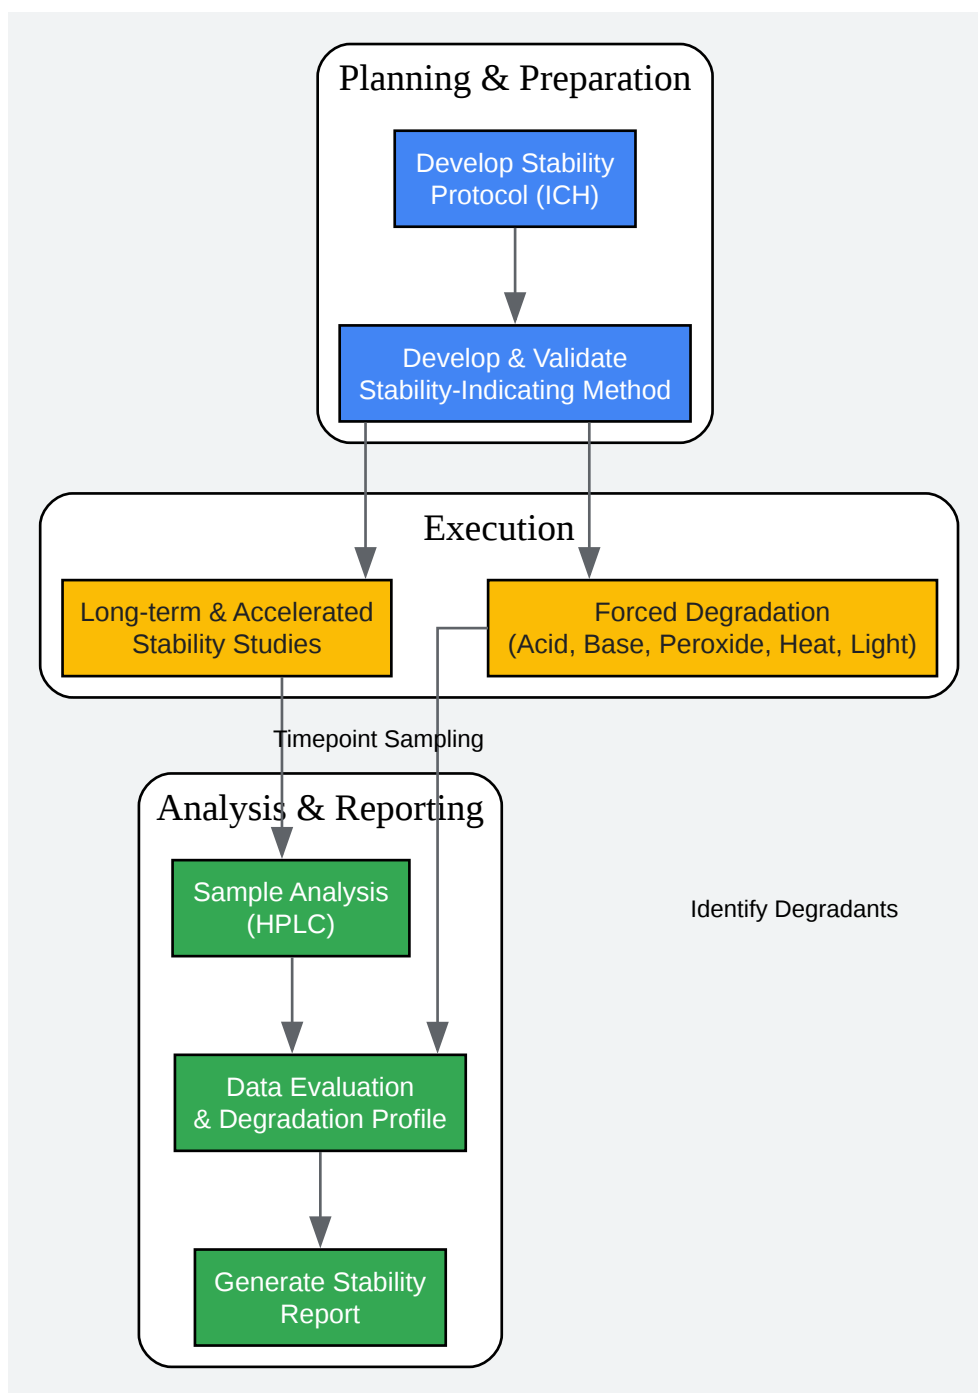 Planning & Preparation
Develop Stability
Protocol (ICH)
Develop & Validate
Stability-Indicating Method
Execution
Long-term & Accelerated
Stability Studies
Forced Degradation
(Acid, Base, Peroxide, Heat, Light)
Timepoint Sampling
Analysis & Reporting
Sample Analysis
(HPLC)
Identify Degradants
Data Evaluation
& Degradation Profile
Generate Stability
Report